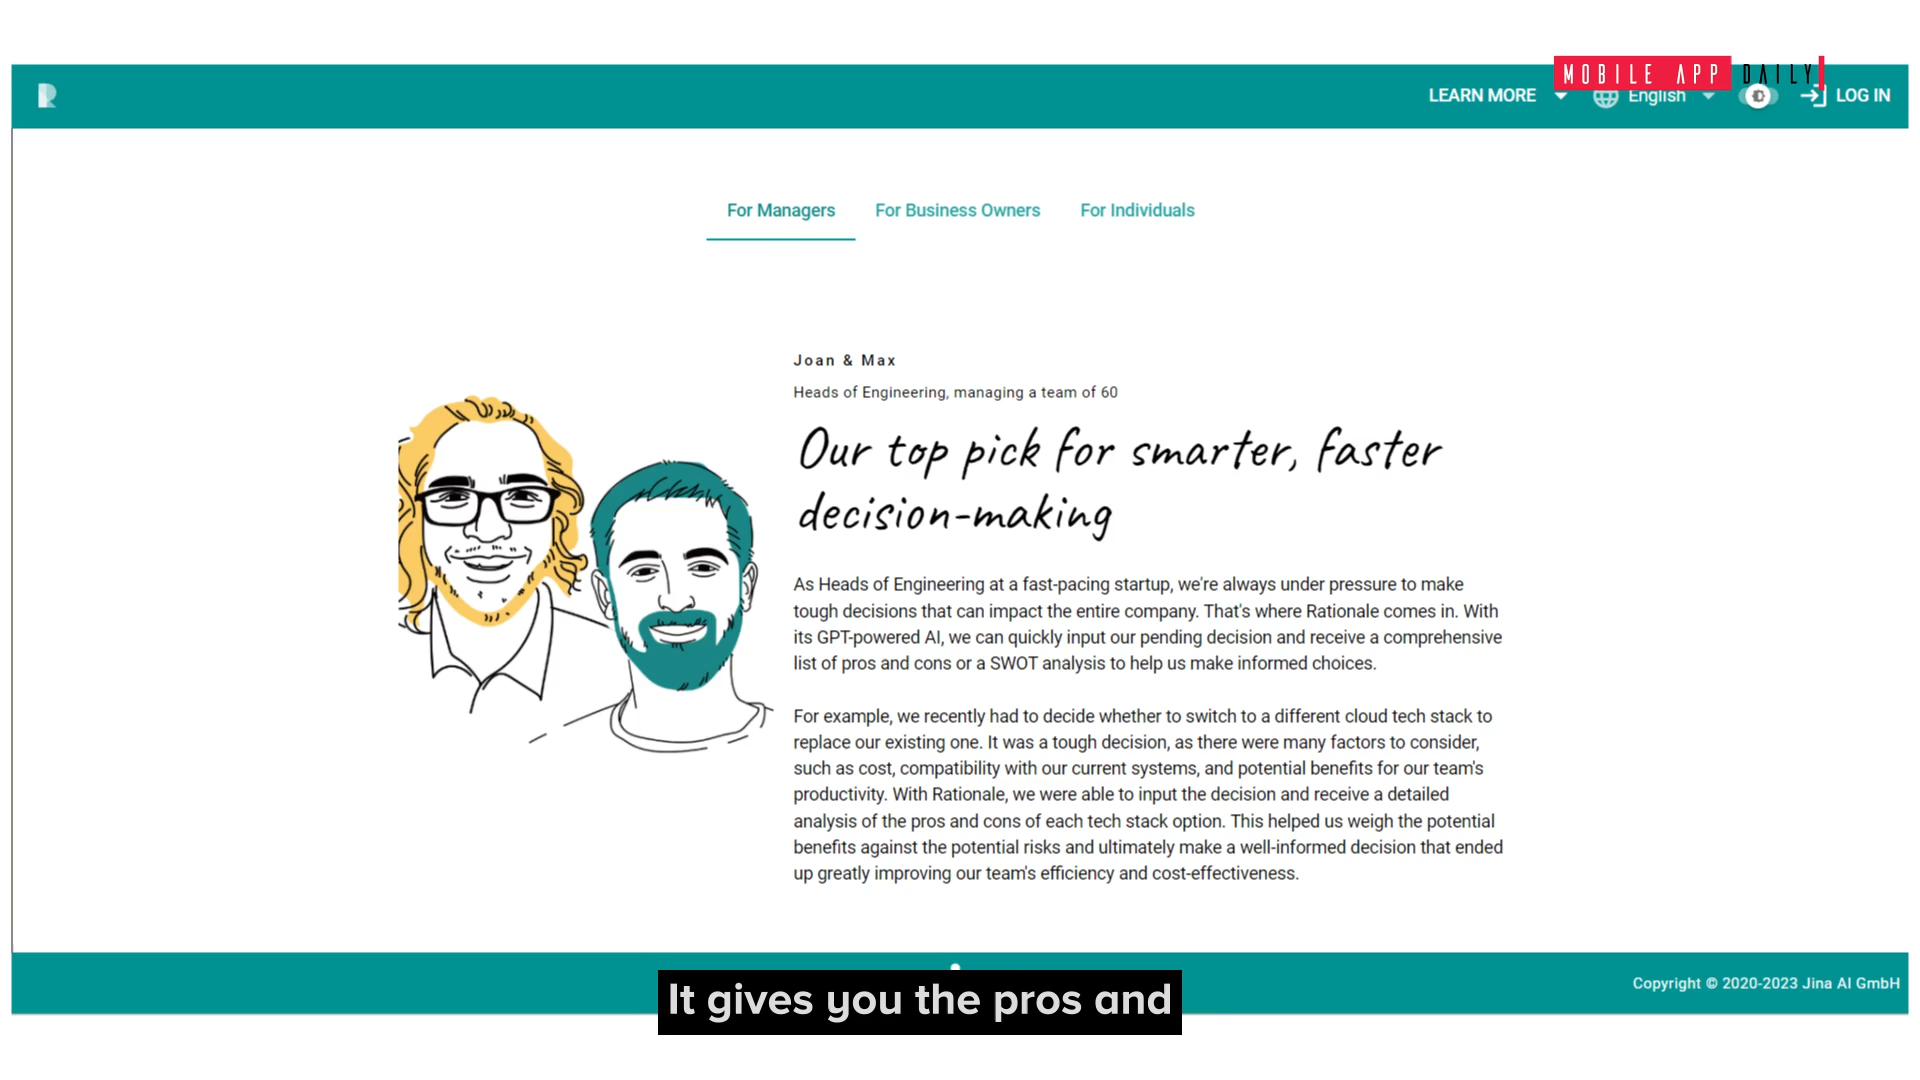 MOBILE APP DAILY
LEARN MORE
English
LOG IN
For Managers
For Business Owners
For Individuals
Joan & Max
Heads of Engineering, managing a team of 60
Our top pick for smarter, faster
decision-making
As Heads of Engineering at a fast-pacing startup, we're always under pressure to make
tough decisions that can impact the entire company. That's where Rationale comes in. With
its GPT-powered AI, we can quickly input our pending decision and receive a comprehensive
list of pros and cons or a SWOT analysis to help us make informed choices.
For example, we recently had to decide whether to switch to a different cloud tech stack to
replace our existing one. It was a tough decision, as there were many factors to consider,
such as cost, compatibility with our current systems, and potential benefits for our team's
productivity. With Rationale, we were able to input the decision and receive a detailed
analysis of the pros and cons of each tech stack option. This helped us weigh the potential
benefits against the potential risks and ultimately make a well-informed decision that ended
up greatly improving our team's efficiency and cost-effectiveness.
Copyright © 2020-2023 Jina AI GmbH
It gives you the pros and